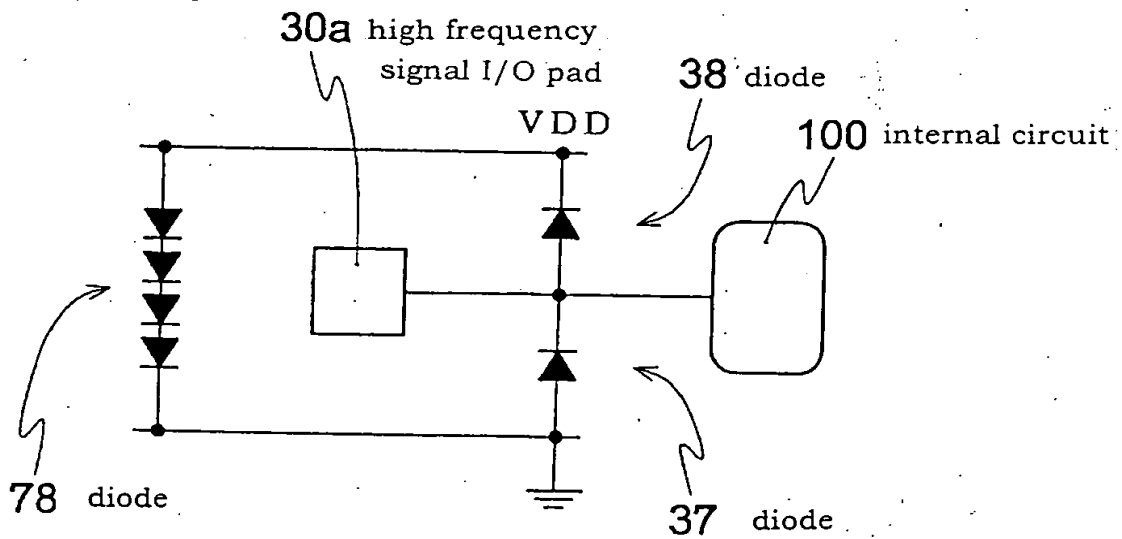 30a high frequency
signal I/O pad
38 diode
VDD
100 internal circuit
78 diode
37 diode